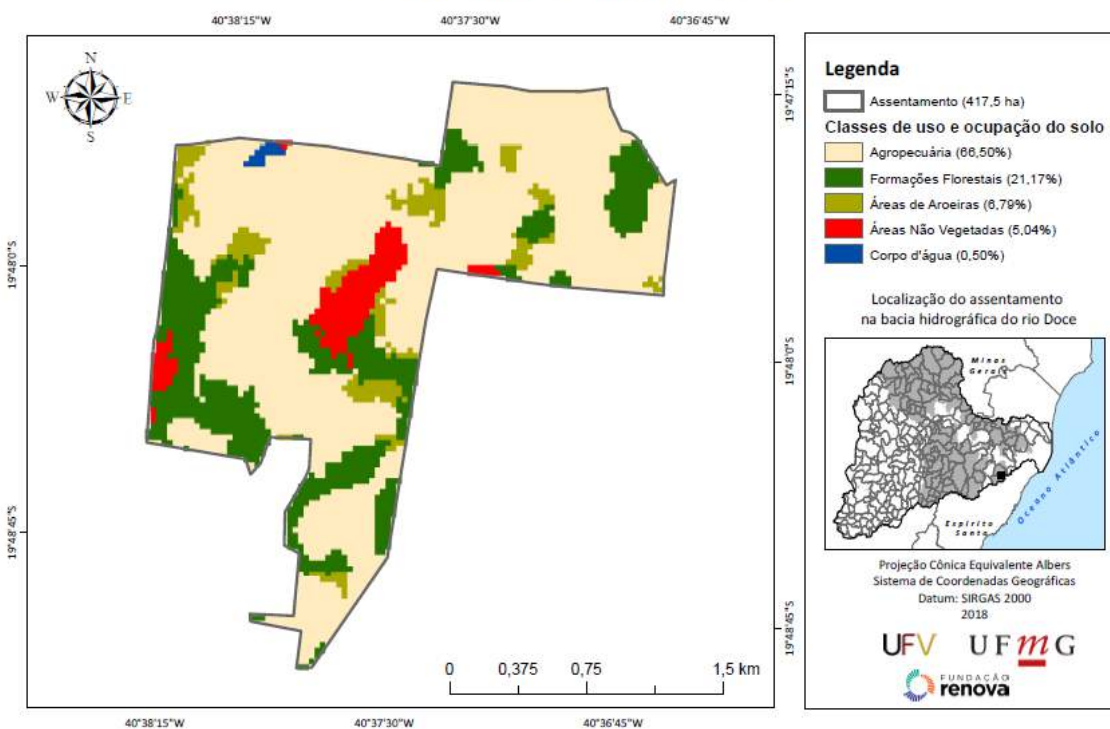 40°38'15"W
40°37'30"W
40°36'45"W
N
W
E
S
19°48'0"S
19°48'45"S
19°47'15"S
19°48'0"S
19°48'45"S
0
0,375
0,75
1,5 km
40°38'15"W
40°37'30"W
40°36'45"W
Legenda
Assentamento (417,5 ha)
Classes de uso e ocupação do solo
Agropecuária (66,50%)
Formações Florestais (21,17%)
Áreas de Aroeiras (6,79%)
Áreas Não Vegetadas (5,04%)
Corpo d'água (0,50%)
Localização do assentamento
na bacia hidrográfica do rio Doce
Minas
Gerais
Oceano Atlântico
Espírito
Santo
Projeção Cônica Equivalente Albers
Sistema de Coordenadas Geográficas
Datum: SIRGAS 2000
2018
UFV
UFmG
FUNDAÇÃO
renova